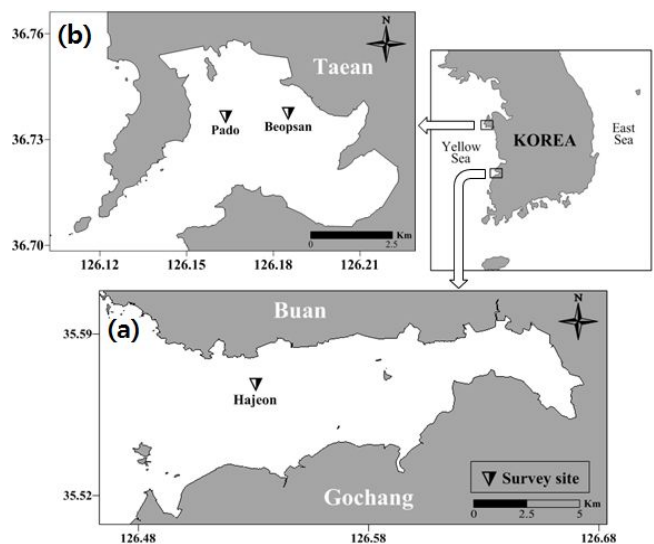 (b)
36.76
36.73
36.70
Taean
N
Pado
Beopsan
Km
0
2.5
126.12
126.15
126.18
126.21
KOREA
Yellow
Sea
East
Sea
(a)
35.59
35.52
Buan
N
Hajeon
Gochang
Survey site
Km
0
2.5
5
126.48
126.58
126.68